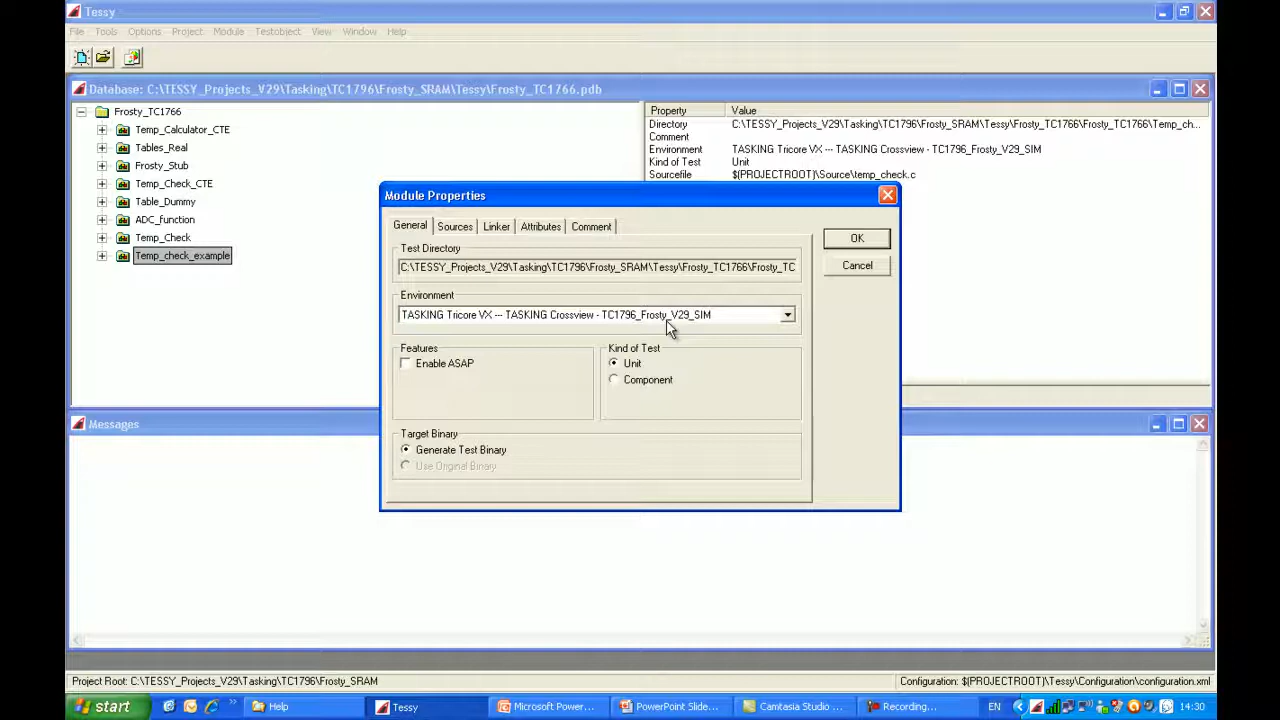 Tessy
File Tools Options Project Module Testobject View Window Help
Database: C:\TESSY_Projects_V29\Tasking\TC1796\Frosty_SRAM\Tessy\Frosty_TC1766.pdb
Frosty_TC1766
Temp_Calculator_CTE
Tables_Real
Frosty_Stub
Temp_Check_CTE
Table_Dummy
ADC_function
Temp_Check
Temp_check_example
Property Value
Directory C:\TESSY_Projects_V29\Tasking\TC1796\Frosty_SRAM\Tessy\Frosty_TC1766\Frosty_TC1766\Temp_ch...
Comment
Environment TASKING Tricore VX --- TASKING Crossview - TC1796_Frosty_V29_SIM
Kind of Test Unit
Sourcefile $(PROJECTROOT)\Source\temp_check.c
Module Properties
General Sources Linker Attributes Comment
Test Directory
C:\TESSY_Projects_V29\Tasking\TC1796\Frosty_SRAM\Tessy\Frosty_TC1766\Frosty_TC
Environment
TASKING Tricore VX --- TASKING Crossview - TC1796_Frosty_V29_SIM
Features
Enable ASAP
Kind of Test
Unit
Component
Target Binary
Generate Test Binary
Use Original Binary
OK
Cancel
Messages
Project Root: C:\TESSY_Projects_V29\Tasking\TC1796\Frosty_SRAM
Configuration: $(PROJECTROOT)\Tessy\Configuration\configuration.xml
start Help Tessy Microsoft Power... PowerPoint Slide... Camtasia Studio ... Recording... EN 14:30